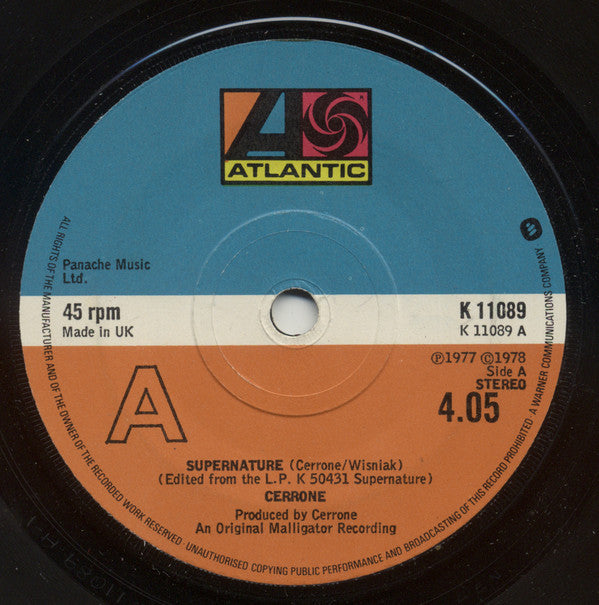 ATLANTIC
Panache Music
Ltd.
45 rpm
Made in UK
K 11089
K 11089 A
Ⓟ1977 ©1978
Side A
STEREO
4.05
A
SUPERNATURE (Cerrone/Wisniak)
(Edited from the L.P. K 50431 Supernature)
CERRONE
Produced by Cerrone
An Original Malligator Recording
ALL RIGHTS OF THE MANUFACTURER AND OF THE OWNER OF THE RECORDED WORK RESERVED. UNAUTHORISED COPYING PUBLIC PERFORMANCE AND BROADCASTING OF THIS RECORD PROHIBITED. A WARNER COMMUNICATIONS COMPANY